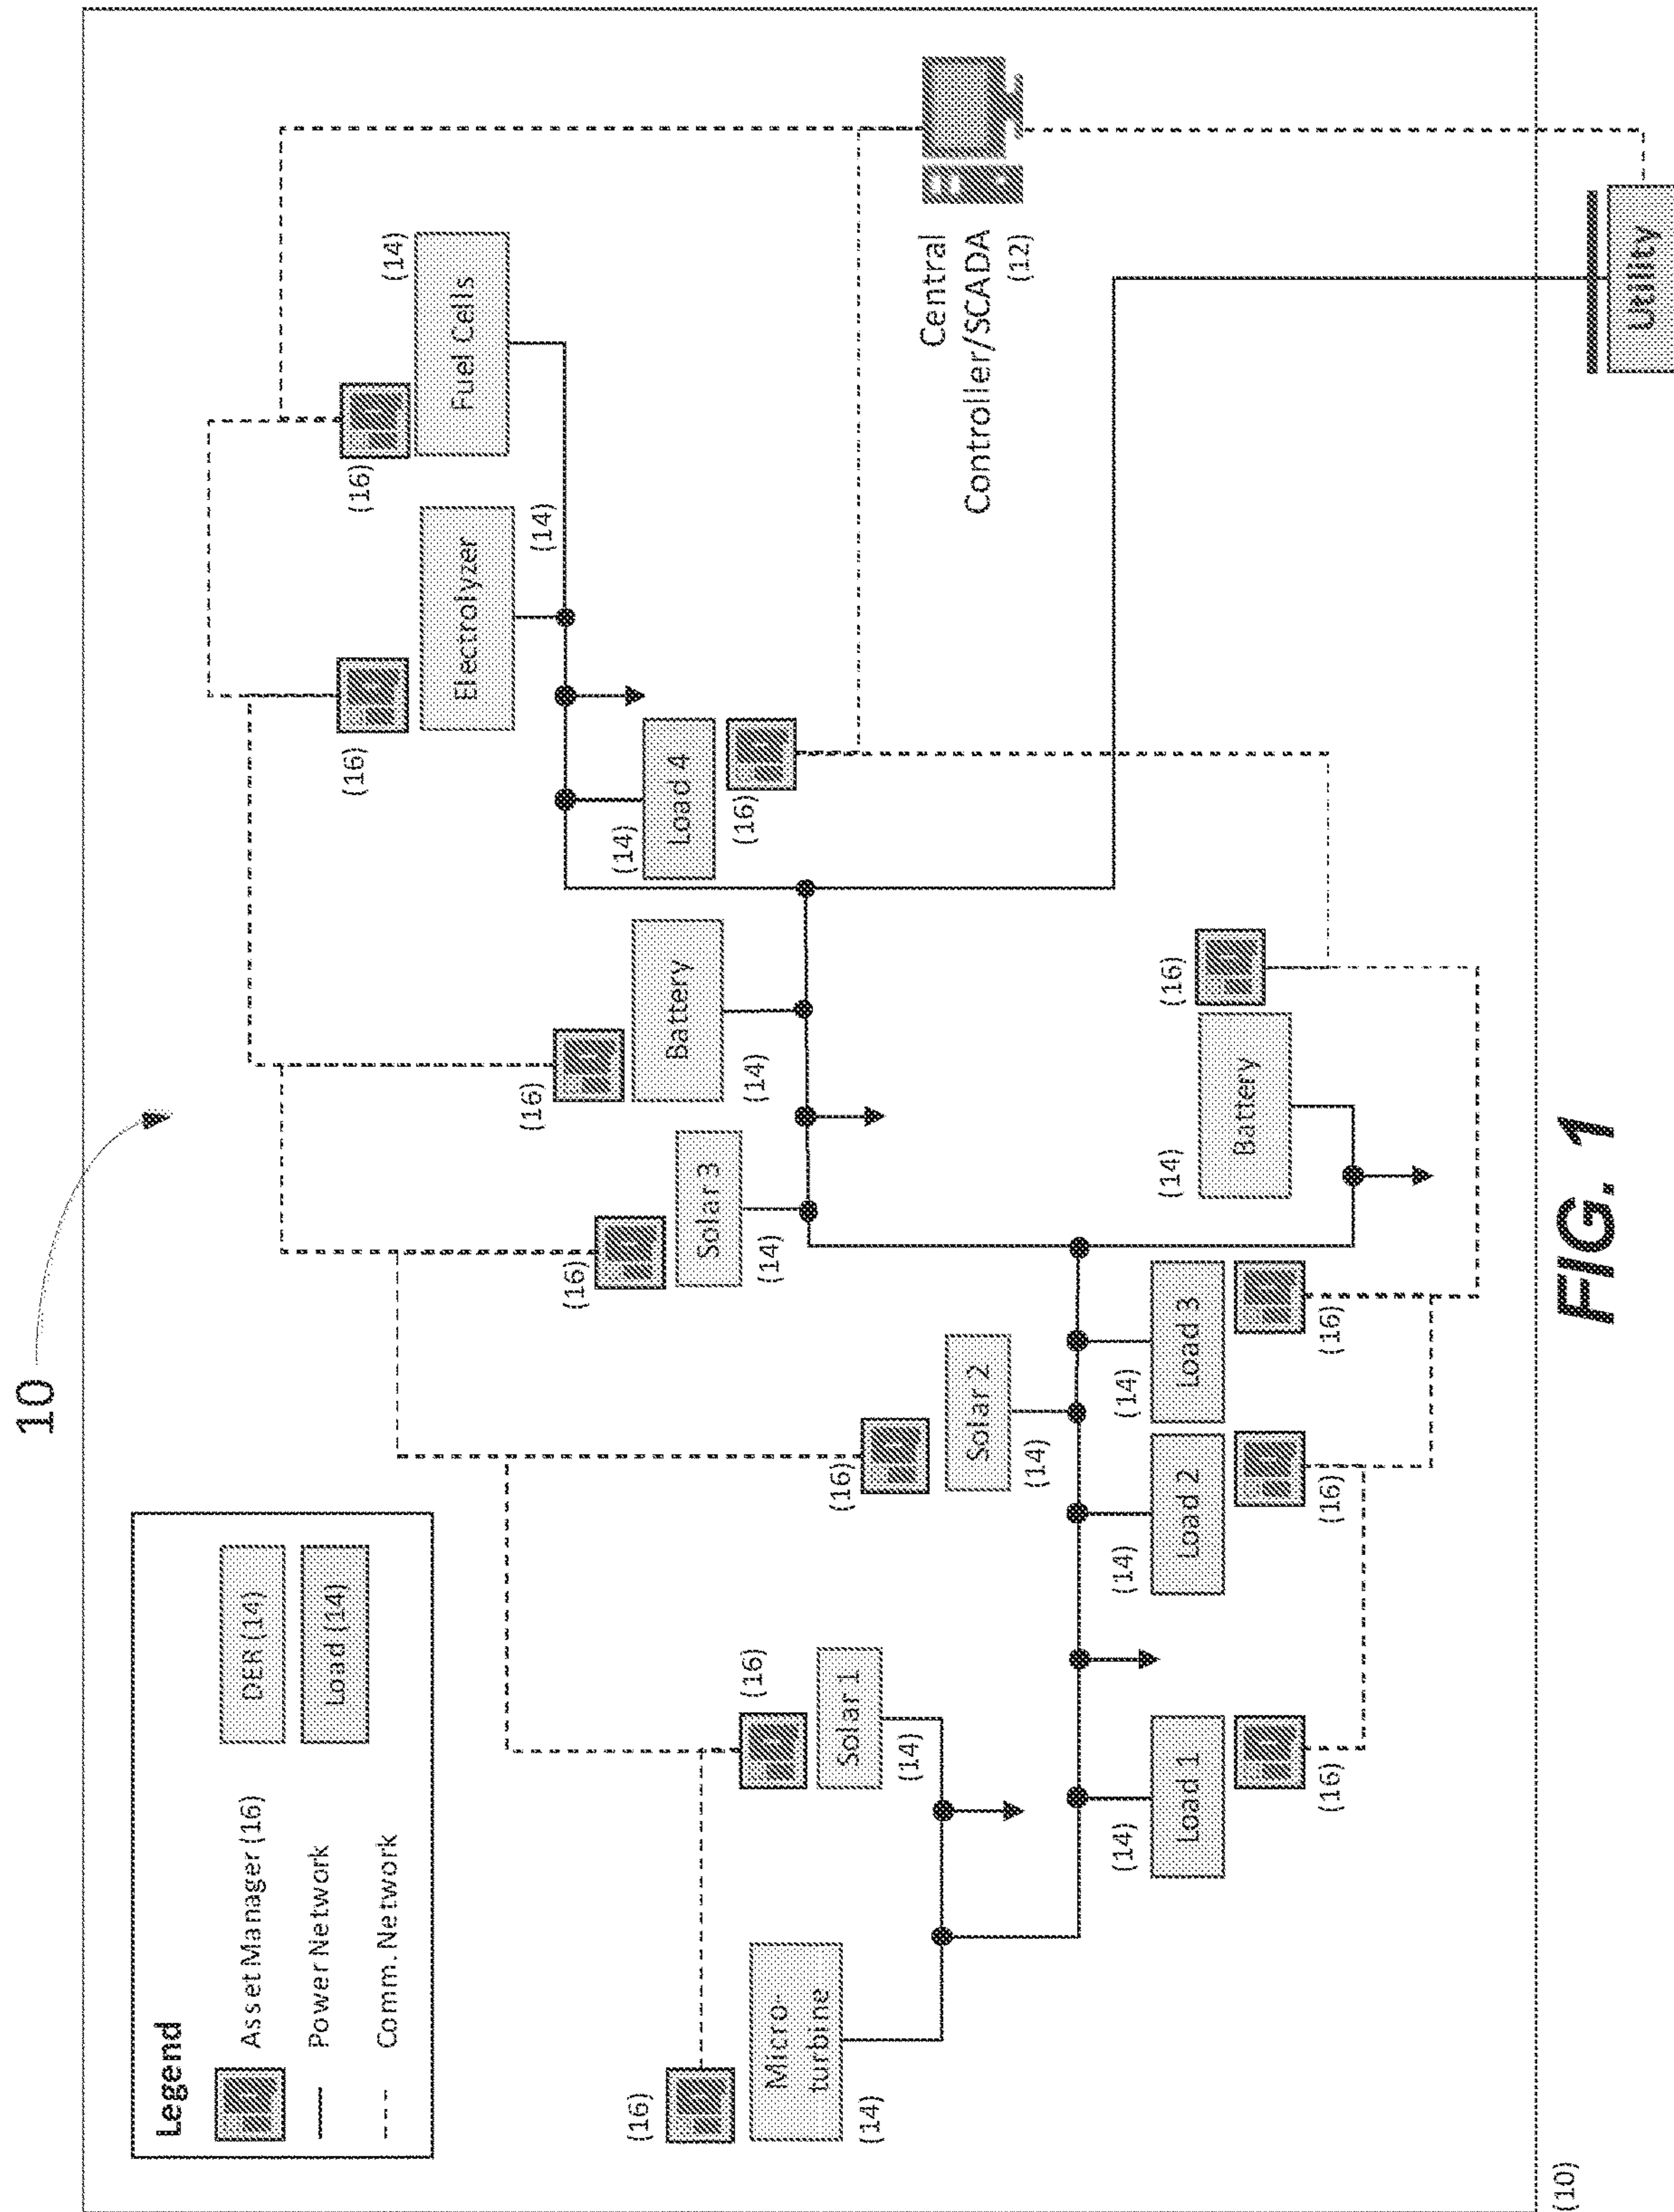 10
Legend
Asset Manager (16)
DER (14)
Power Network
Load (14)
Comm. Network
(16)
Micro-
turbine
(14)
(16)
Solar 1
(14)
(16)
Solar 2
(14)
(16)
Solar 3
(14)
(16)
Battery
(14)
(16)
Electrolyzer
(14)
(16)
Fuel Cells
(14)
(14)
Load 4
(16)
(14)
Load 1
(16)
(14)
Load 2
(16)
(14)
Load 3
(16)
(14)
Battery
(16)
Central
Controller/SCADA
(12)
Utility
(10)
FIG. 1